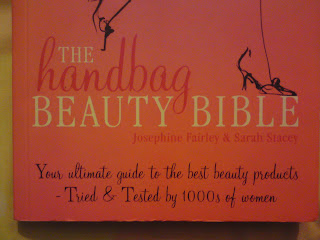 THE
handbag
BEAUTY BIBLE
Josephine Fairley & Sarah Stacey
Your ultimate guide to the best beauty products
- Tried & Tested by 1000s of women